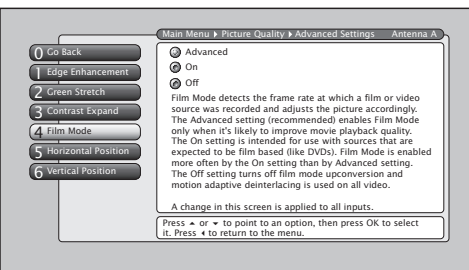 Main Menu ▸ Picture Quality ▸ Advanced Settings Antenna A
0 Go Back
1 Edge Enhancement
2 Green Stretch
3 Contrast Expand
4 Film Mode
5 Horizontal Position
6 Vertical Position
Advanced
On
Off
Film Mode detects the frame rate at which a film or video
source was recorded and adjusts the picture accordingly.
The Advanced setting (recommended) enables Film Mode
only when it's likely to improve movie playback quality.
The On setting is intended for use with sources that are
expected to be film based (like DVDs). Film Mode is enabled
more often by the On setting than by Advanced setting.
The Off setting turns off film mode upconversion and
motion adaptive deinterlacing is used on all video.
A change in this screen is applied to all inputs.
Press ▴ or ▾ to point to an option, then press OK to select
it. Press ◂ to return to the menu.